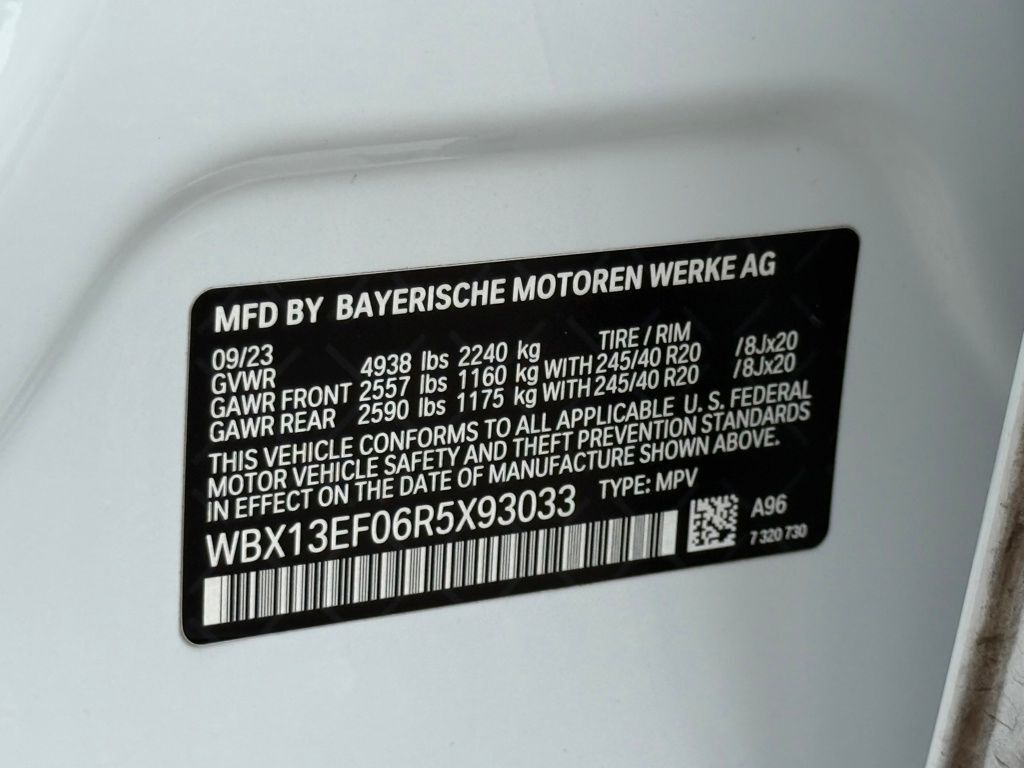 MFD BY BAYERISCHE MOTOREN WERKE AG
09/23 TIRE / RIM
GVWR 4938 lbs 2240 kg
GAWR FRONT 2557 lbs 1160 kg WITH 245/40 R20 /8Jx20
GAWR REAR 2590 lbs 1175 kg WITH 245/40 R20 /8Jx20
THIS VEHICLE CONFORMS TO ALL APPLICABLE U. S. FEDERAL
MOTOR VEHICLE SAFETY AND THEFT PREVENTION STANDARDS
IN EFFECT ON THE DATE OF MANUFACTURE SHOWN ABOVE.
WBX13EF06R5X93033 TYPE: MPV
A96
7 320 730